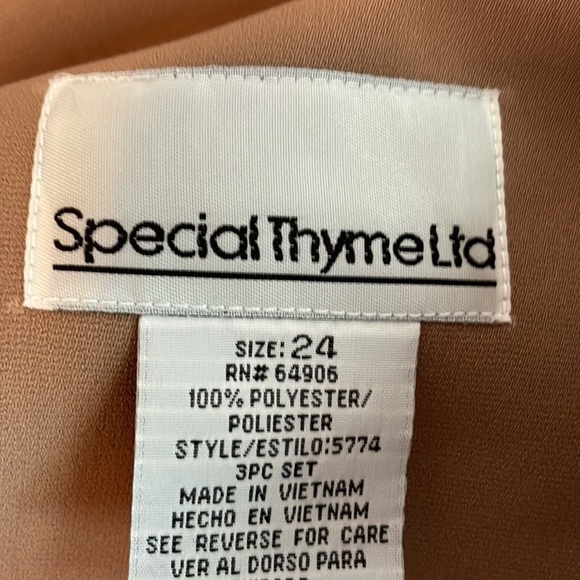 Special Thyme Ltd
SIZE: 24
RN# 64906
100% POLYESTER/
POLIESTER
STYLE/ESTILO:5774
3PC SET
MADE IN VIETNAM
HECHO EN VIETNAM
SEE REVERSE FOR CARE
VER AL DORSO PARA